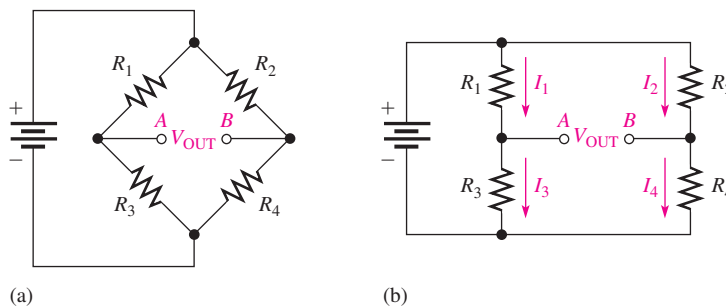 R1 R2
+
A VOUT B
−
R3 R4
(a)
R1 I1 I2 R
+
A VOUT B
−
R3 I3 I4 R
(b)